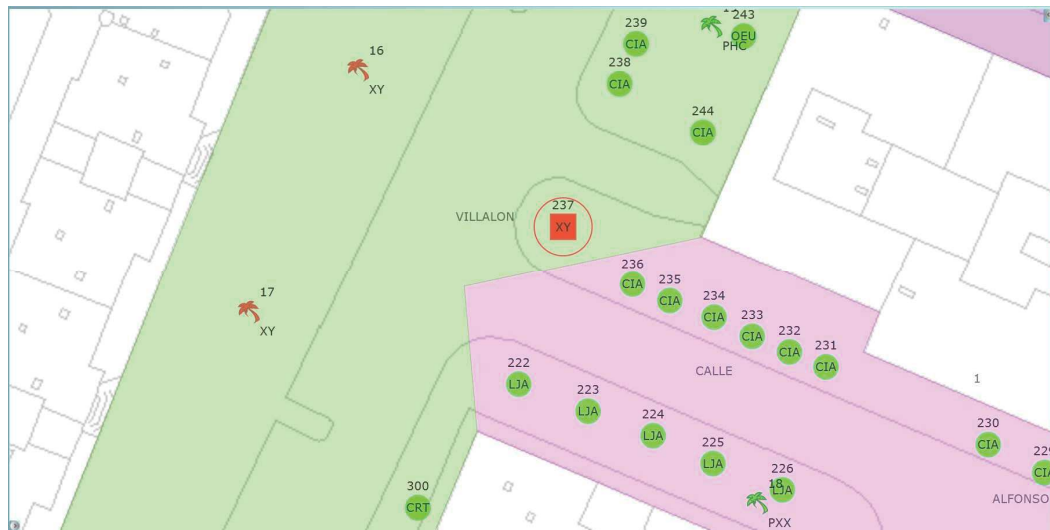 243
OEU
PHC
239
CIA
238
CIA
16
XY
244
CIA
237
XY
VILLALON
236
CIA
235
CIA
234
CIA
233
CIA
232
CIA
231
CIA
17
XY
CALLE
1
222
LJA
223
LJA
224
LJA
225
LJA
226
LJA
18
PXX
230
CIA
229
CIA
ALFONSO
300
CRT